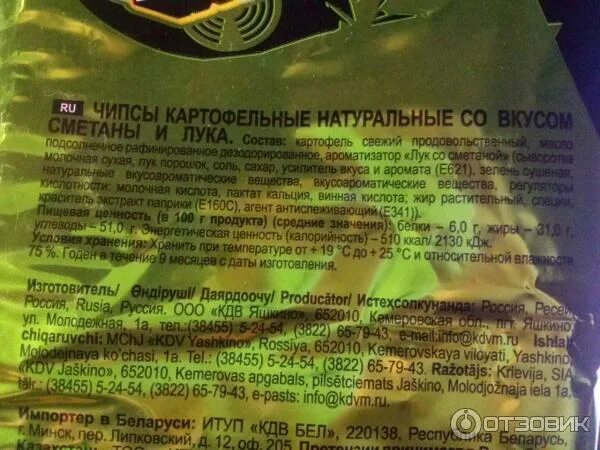 RU ЧИПСЫ КАРТОФЕЛЬНЫЕ НАТУРАЛЬНЫЕ СО ВКУСОМ
СМЕТАНЫ И ЛУКА. Состав: картофель свежий продовольственный, масло
подсолнечное рафинированное дезодорированное, ароматизатор «Лук со сметаной» (сыворотка
молочная сухая, лук порошок, соль, сахар, усилитель вкуса и аромата (Е621), зелень сушеная,
натуральные вкусоароматические вещества, вкусоароматические вещества, регуляторы
кислотности: молочная кислота, лактат кальция, винная кислота; жир растительный, специи,
краситель экстракт паприки (Е160С), агент антислеживающий (Е341)).
Пищевая ценность (в 100 г продукта) (средние значения): белки – 6,0 г, жиры – 31,0 г,
углеводы – 51,0 г. Энергетическая ценность (калорийность) – 510 ккал/ 2130 кДж.
Условия хранения: Хранить при температуре от + 19 °С до + 25 °С и относительной влажности
75 %. Годен в течение 9 месяцев с даты изготовления.
Изготовитель/ Өндіруші/ Даярдоочу/ Producător/ Истехсолкунанда: Россия, Ресей,
Россия, Rusia, Руссия. ООО «КДВ Яшкино», 652010, Кемеровская обл., пгт. Яшкино,
ул. Молодежная, 1а, тел.:(38455) 5-24-54, (3822) 65-79-43, e-mail:info@kdvm.ru. Ishlab
chiqaruvchi: MChJ «KDV Yashkino», Rossiya, 652010, Kemerovskaya viloyati, Yashkino,
Molodejnaya ko'chasi, 1a. Tel.: (38455) 5-24-54, (3822) 65-79-43. Ražotājs: Krievija, SIA
«KDV Jaškino», 652010, Kemerovas apgabals, pilsētciemats Jaškino, Molodjožnaja iela 1a,
tālr.: (38455) 5-24-54, (3822) 65-79-43, e-pasts: info@kdvm.ru.
Импортер в Беларуси: ИТУП «КДВ БЕЛ», 220138, Республика Беларусь,
г. Минск, пер. Липковский, д. 12, оф. 205.
ОТЗОВИК